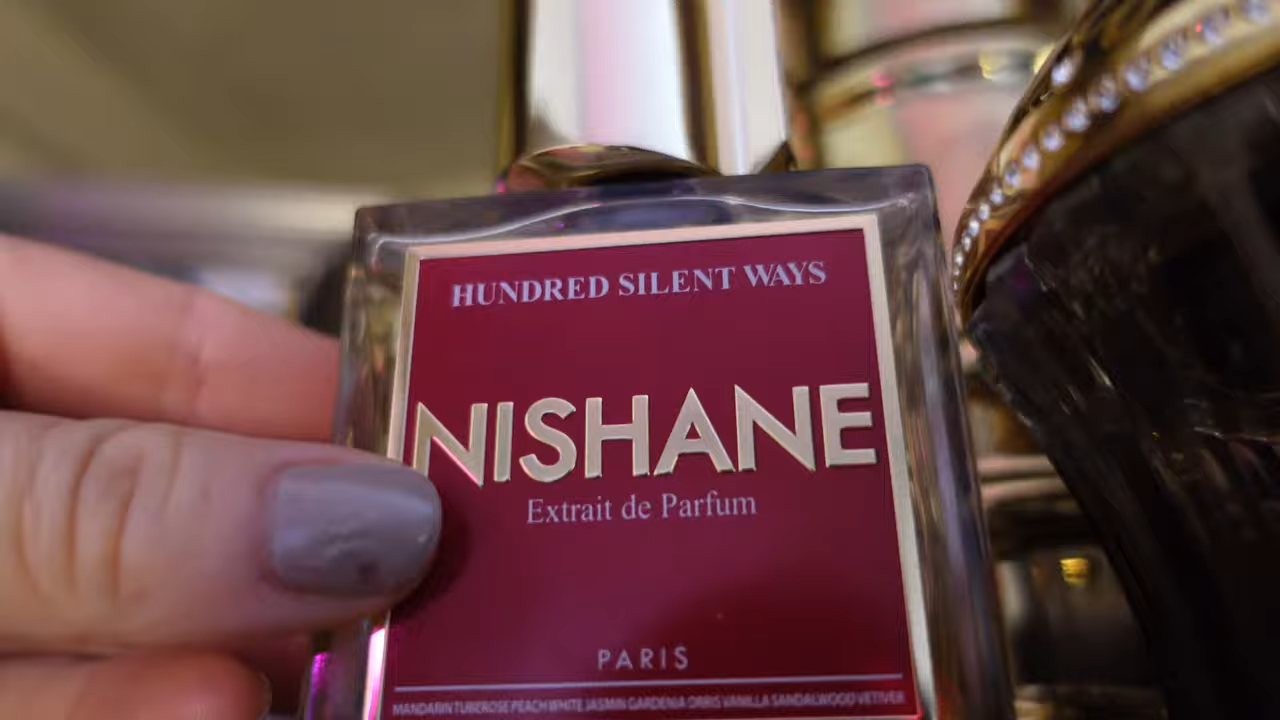 HUNDRED SILENT WAYS
NISHANE
Extrait de Parfum
PARIS
MANDARIN TUBEROSE PEACH WHITE JASMIN GARDENIA ORRIS VANILLA SANDALWOOD VETIVER